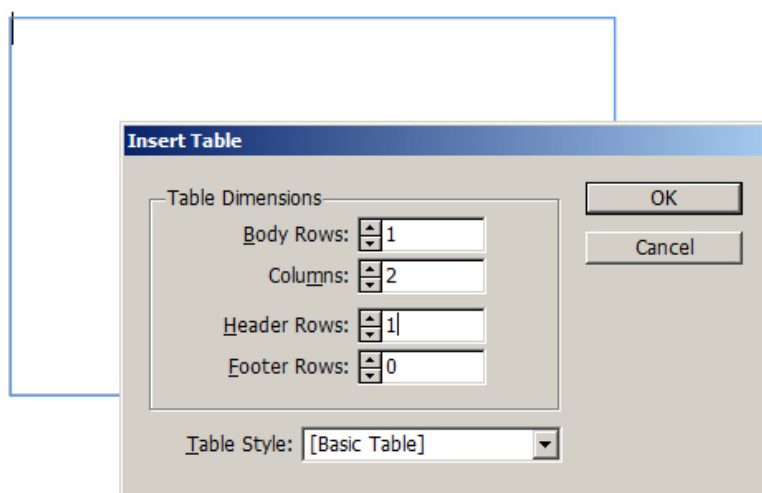 Insert Table
Table Dimensions
Body Rows: 1
Columns: 2
Header Rows: 1
Footer Rows: 0
Table Style: [Basic Table]
OK
Cancel